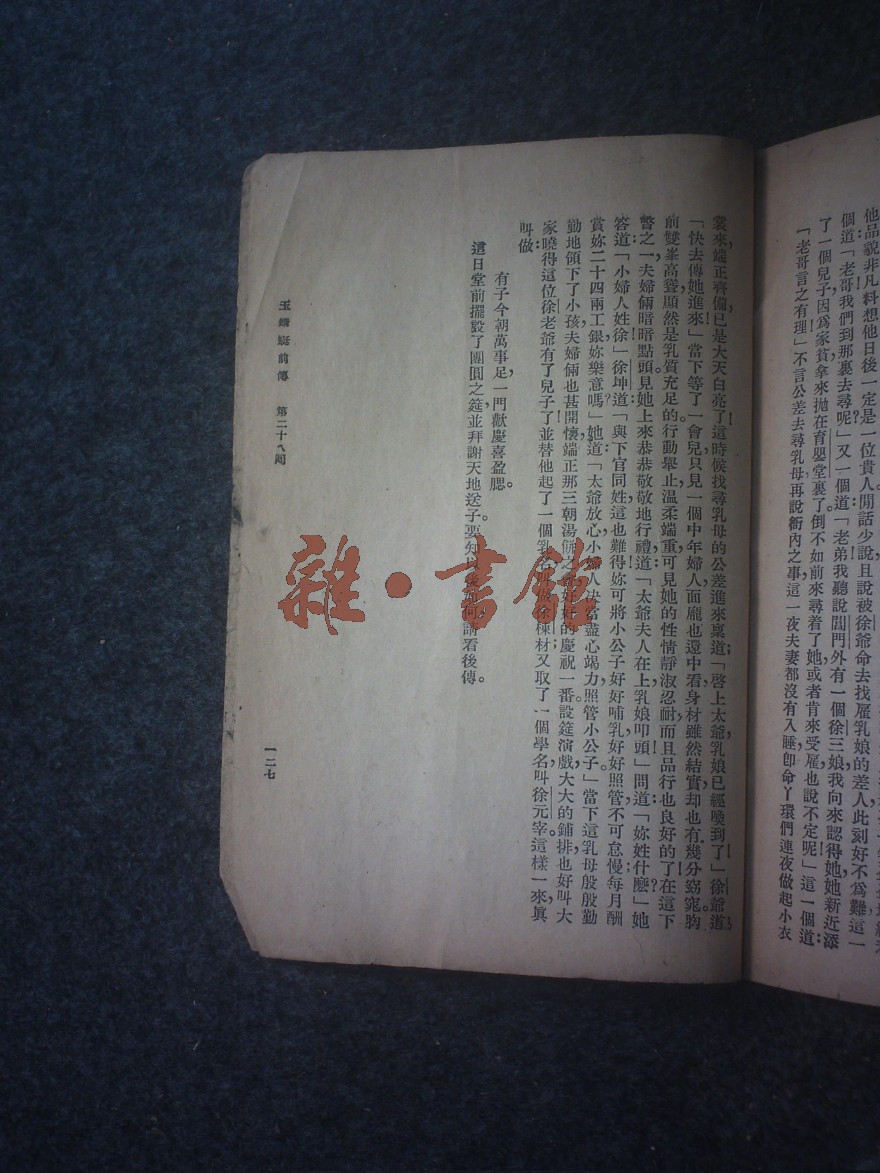 他品貌非凡料想他日後一定是一位貴人閒話少說且說被徐爺命去找雇乳娘的差人此刻好不爲難這一
個道「老哥我們到那裏去尋呢」又一個道「老弟我聽說閶門外有一個徐三娘我向來認得她她新近添
了一個兒子因爲家貧拿來拋在育嬰堂裏了倒不如前來尋着了她或者肯來受雇也說不定呢」這一個道：
「老哥言之有理」不言公差去尋乳母再說衙內之事這一夜夫妻都沒有入睡卽命丫環們連夜做起小衣
裳來，端正齊備已是大天白亮了這時候找尋乳母的公差進來稟道：「啓上太爺乳娘已經喚到了」徐爺道：
「快去傳她進來」當下等了一會兒只見一個中年婦人面龐也還中看身材雖然結實却也有幾分窈窕。胸
前雙峯高聳顯然是乳質充足的。行動舉止温柔端重，可見她的性情靜淑忍耐而且品行也良好的了在這下
瞥之一夫婦倆暗暗點頭見她上來恭恭敬敬地行禮道：「太爺夫人在上乳娘叩頭」問道：「妳姓什麼？」她
答道：「小婦人姓徐」徐坤道：「與下官同姓這也難得妳可將小公子好好哺乳好好照管不可怠慢每月酬
賞妳二十四兩工銀妳樂意嗎？」她道：「太爺放心小婦人决當盡心竭力照管小公子」當下這乳母殷殷勤
勤地領下了小孩夫婦倆也甚開懷端正那三朝湯餅之好好的慶祝一番設筵演戲大大的鋪排也好叫大
家曉得這位徐老爺有了兒子了並替他起了一個乳名徐棟材；又取了一個學名叫徐元宰。這樣一來眞
叫做：
有子今朝萬事足，一門歡慶喜盈腮。
這日堂前擺設了團圓之筵，並拜謝天地送子。要知以後如何請看後傳。
玉蜻蜓前傳　第二十八回
一二七
雜・書館